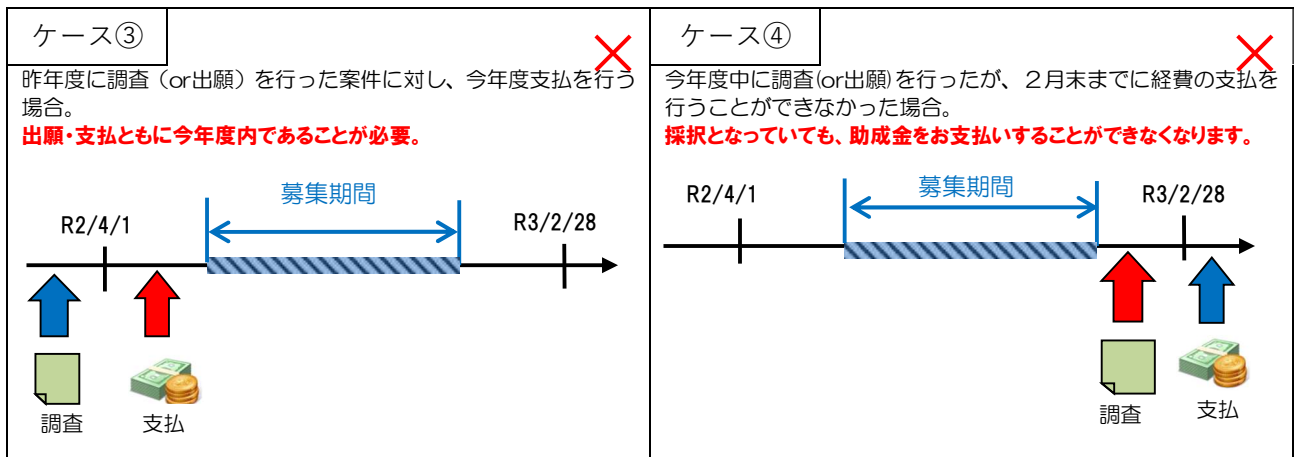 ケース③
昨年度に調査（or出願）を行った案件に対し、今年度支払を行う
場合。
出願・支払ともに今年度内であることが必要。
募集期間
R2/4/1
R3/2/28
調査
支払
ケース④
今年度中に調査(or出願)を行ったが、２月末までに経費の支払を
行うことができなかった場合。
採択となっていても、助成金をお支払いすることができなくなります。
募集期間
R2/4/1
R3/2/28
調査
支払